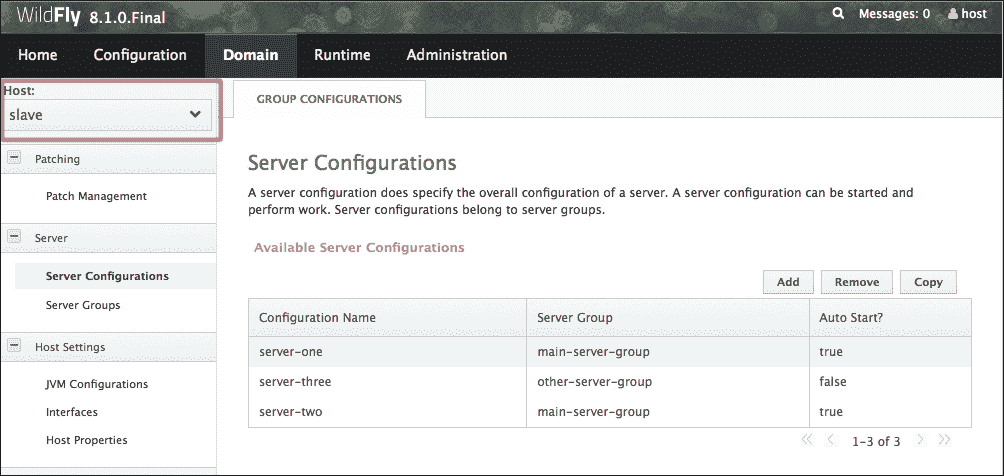 WildFly 8.1.0.Final
Messages: 0 host
Home Configuration Domain Runtime Administration
Host:
slave
Patching
Patch Management
Server
Server Configurations
Server Groups
Host Settings
JVM Configurations
Interfaces
Host Properties
GROUP CONFIGURATIONS
Server Configurations
A server configuration does specify the overall configuration of a server. A server configuration can be started and
perform work. Server configurations belong to server groups.
Available Server Configurations
Add Remove Copy
Configuration Name Server Group Auto Start?
server-one main-server-group true
server-three other-server-group false
server-two main-server-group true
1-3 of 3